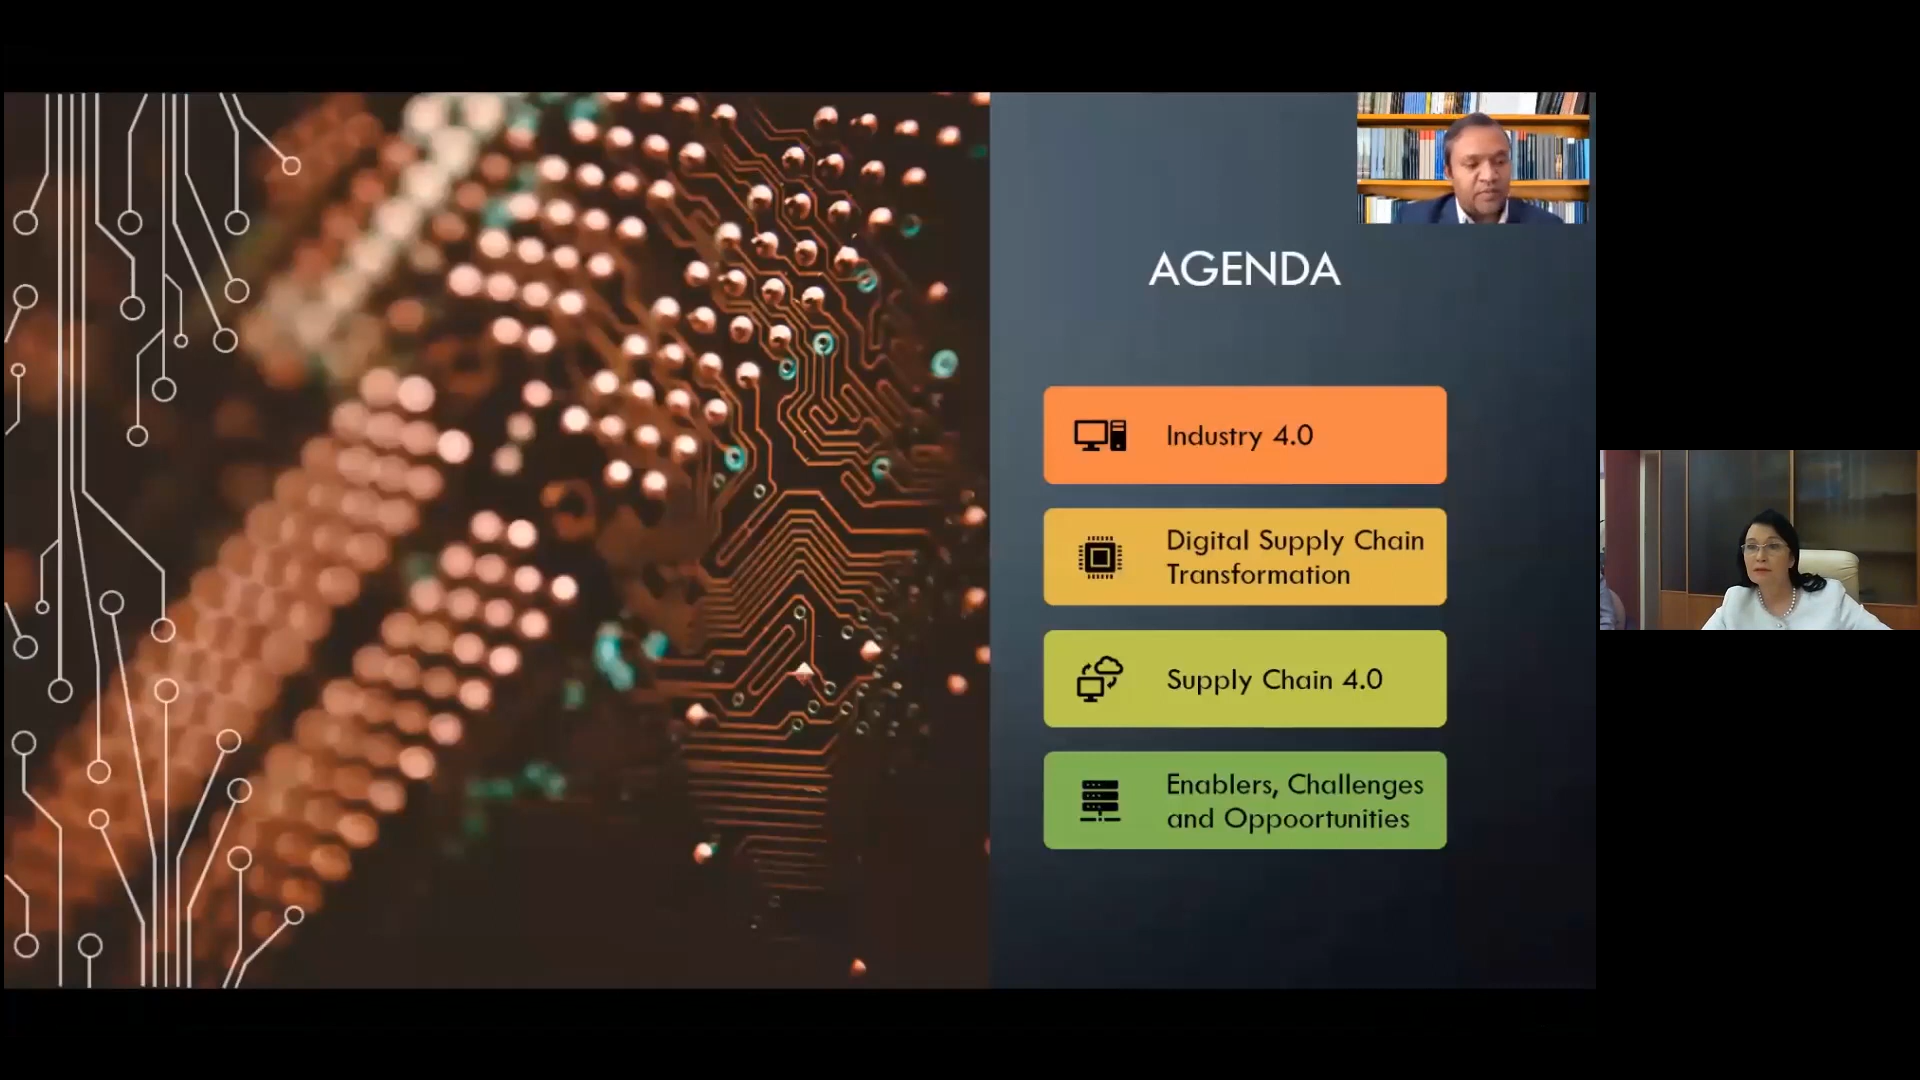 AGENDA
Industry 4.0
Digital Supply Chain
Transformation
Supply Chain 4.0
Enablers, Challenges
and Oppoortunities